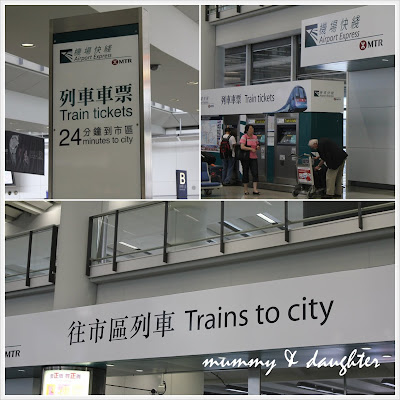 機場快綫
Airport Express
MTR
列車車票
Train tickets
24分鐘到市區
minutes to city
B
機場快綫
Airport Express
MTR
列車車票 Train tickets
往市區列車 Trains to city
MTR
mummy & daughter